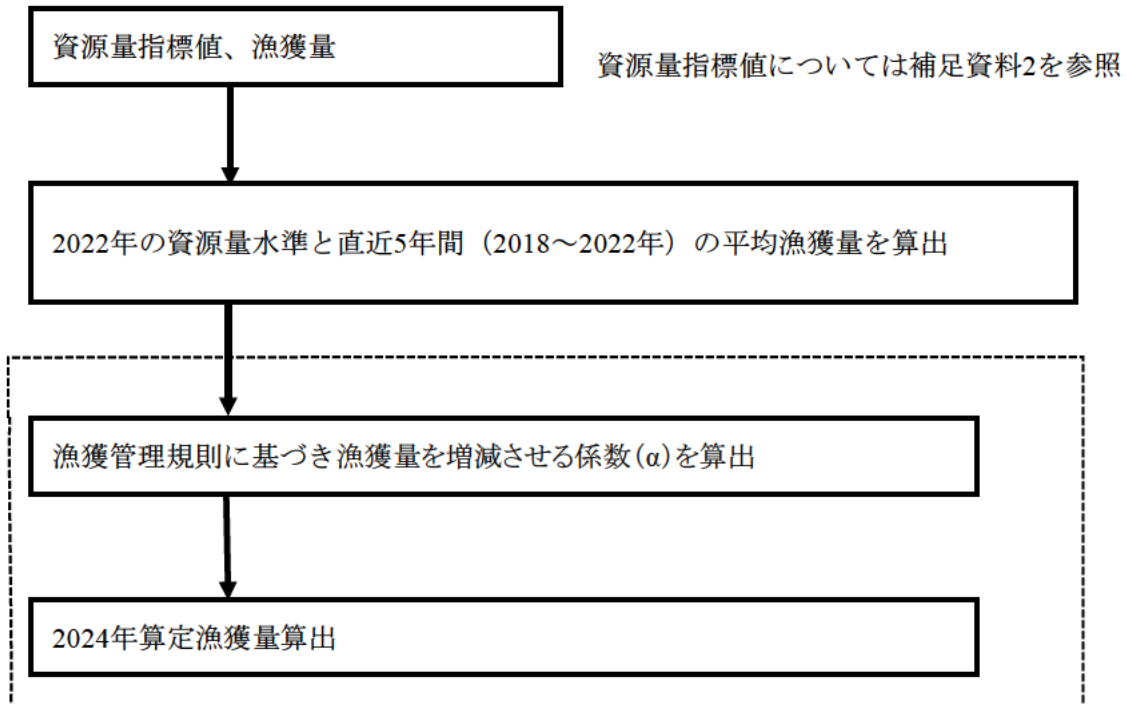 資源量指標値、漁獲量
資源量指標値については補足資料2を参照
2022年の資源量水準と直近5年間（2018～2022年）の平均漁獲量を算出
漁獲管理規則に基づき漁獲量を増減させる係数（α）を算出
2024年算定漁獲量算出